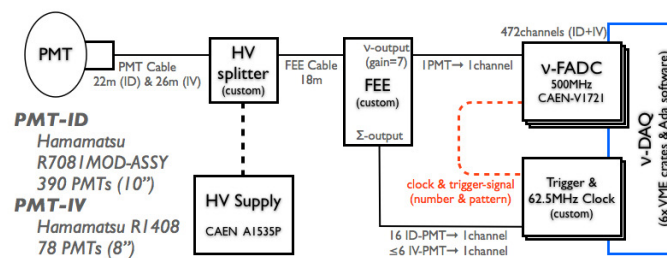 PMT
PMT Cable
22m (ID) & 26m (IV)
HV
splitter
(custom)
FEE Cable
18m
ν-output
(gain=7)
FEE
(custom)
Σ-output
1PMT→ 1channel
472channels (ID+IV)
ν-FADC
500MHz
CAEN-V1721
ν-DAQ
(6x VME crates & Ada software)
PMT-ID
Hamamatsu
R7081MOD-ASSY
390 PMTs (10")
PMT-IV
Hamamatsu R1408
78 PMTs (8")
HV Supply
CAEN A1535P
clock & trigger-signal
(number & pattern)
Trigger &
62.5MHz Clock
(custom)
16 ID-PMT→ 1channel
≤6 IV-PMT→ 1channel